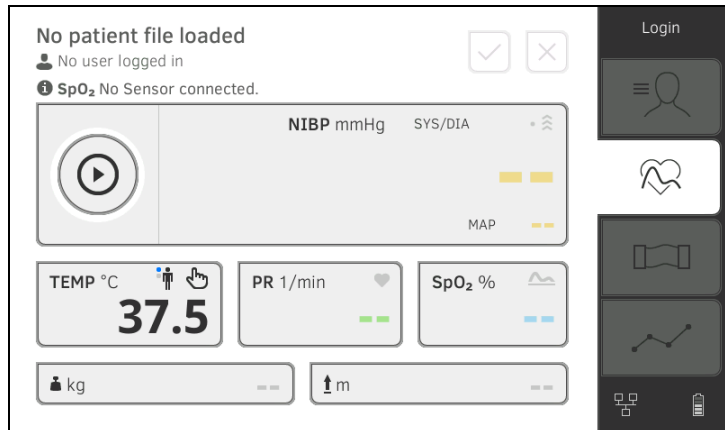 No patient file loaded
Login
No user logged in
SpO₂ No Sensor connected.
NIBP mmHg SYS/DIA
-- --
MAP --
TEMP °C
37.5
PR 1/min
--
SpO₂ %
--
kg --
m --